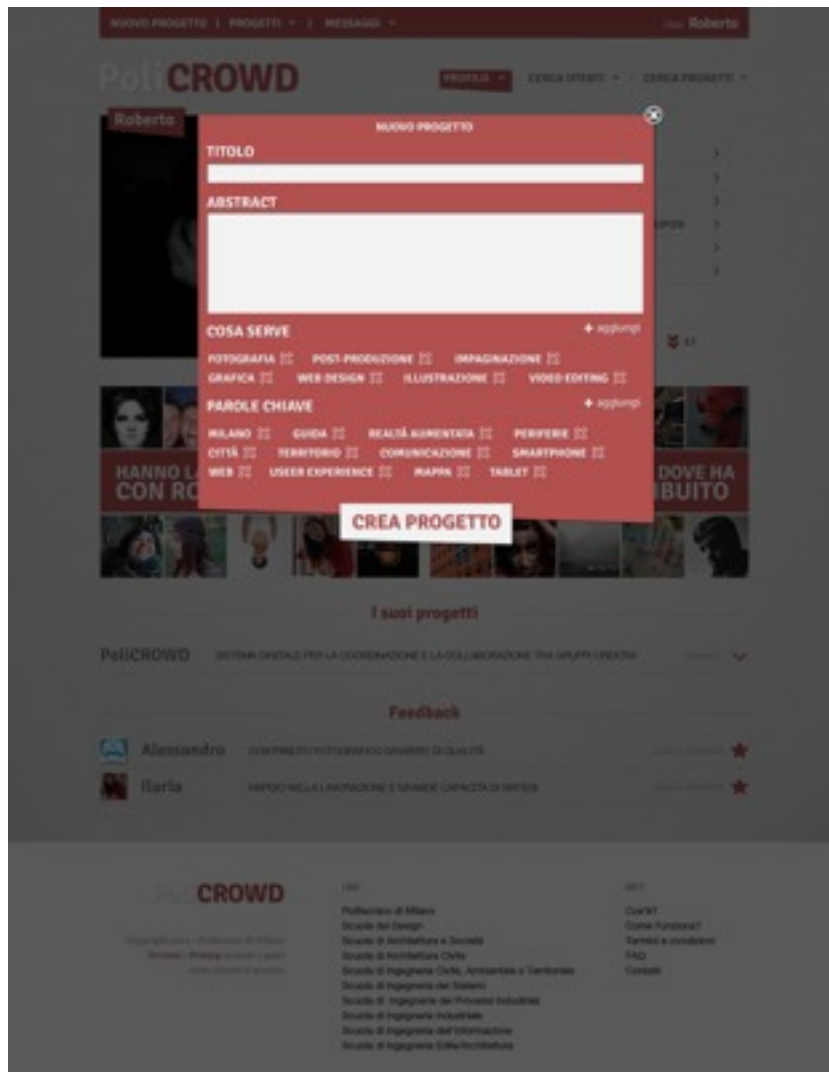 NUOVO PROGETTO | PROGETTI | MESSAGGI
Roberto
PoliCROWD
PROFILO CERCA UTENTI CERCA PROGETTI
Roberto
NUOVO PROGETTO
TITOLO
ABSTRACT
COSA SERVE + aggiungi
FOTOGRAFIA POST-PRODUZIONE IMPAGINAZIONE
GRAFICA WEB DESIGN ILLUSTRAZIONE VIDEO EDITING
PAROLE CHIAVE + aggiungi
MILANO GUIDA REALTÀ AUMENTATA PERIFERIE
CITTÀ TERRITORIO COMUNICAZIONE SMARTPHONE
WEB USEER EXPERIENCE MAPPA TABLET
HANNO LA DOVE HA
CON RO IBUITO
CREA PROGETTO
I suoi progetti
PoliCROWD SISTEMA DIGITALE PER LA COORDINAZIONE E LA COLLABORAZIONE TRA GRUPPI CREATIVI
Feedback
Alessandro CONTRIBUTO FOTOGRAFICO DAVVERO DI QUALITÀ
Ilaria RAPIDO NELLA LAVORAZIONE E GRANDE CAPACITÀ DI SINTESI
PoliCROWD
Politecnico di Milano
Scuola del Design
Scuola di Architettura e Società
Scuola di Architettura Civile
Scuola di Ingegneria Civile, Ambientale e Territoriale
Scuola di Ingegneria dei Sistemi
Scuola di Ingegneria dei Processi Industriali
Scuola di Ingegneria Industriale
Scuola di Ingegneria dell'Informazione
Scuola di Ingegneria Edile/Architettura
Cos'è?
Come Funziona?
Termini e condizioni
FAQ
Contatti